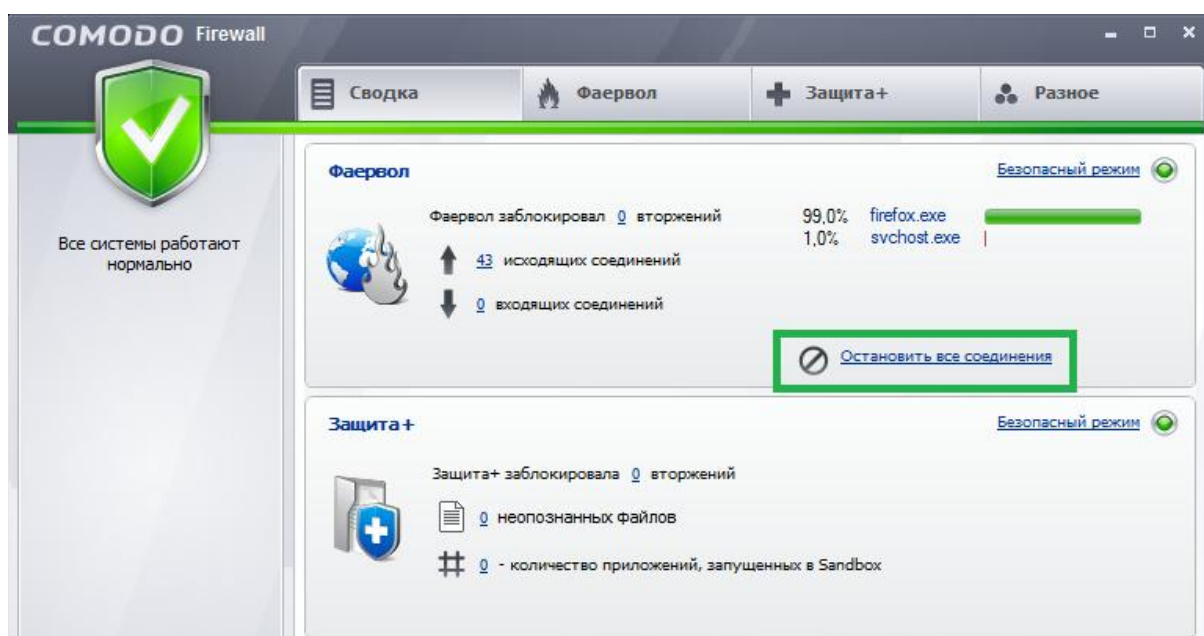 COMODO Firewall
Сводка
Фаервол
Защита+
Разное
Все системы работают
нормально
Фаервол
Безопасный режим
Фаервол заблокировал 0 вторжений
43 исходящих соединений
0 входящих соединений
99,0% firefox.exe
1,0% svchost.exe
Остановить все соединения
Защита+
Безопасный режим
Защита+ заблокировала 0 вторжений
0 неопознанных файлов
0 - количество приложений, запущенных в Sandbox